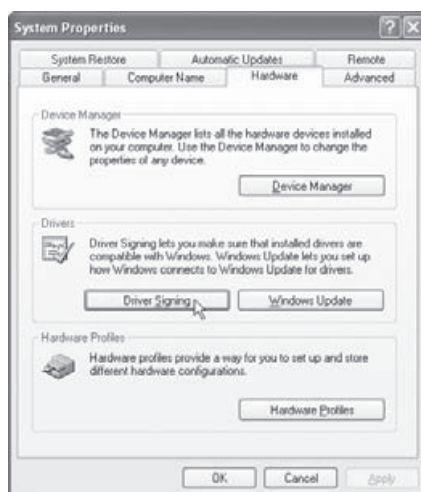 System Properties
System Restore Automatic Updates Remote
General Computer Name Hardware Advanced
Device Manager
The Device Manager lists all the hardware devices installed
on your computer. Use the Device Manager to change the
properties of any device.
Device Manager
Drivers
Driver Signing lets you make sure that installed drivers are
compatible with Windows. Windows Update lets you set up
how Windows connects to Windows Update for drivers.
Driver Signing Windows Update
Hardware Profiles
Hardware profiles provide a way for you to set up and store
different hardware configurations.
Hardware Profiles
OK Cancel Apply